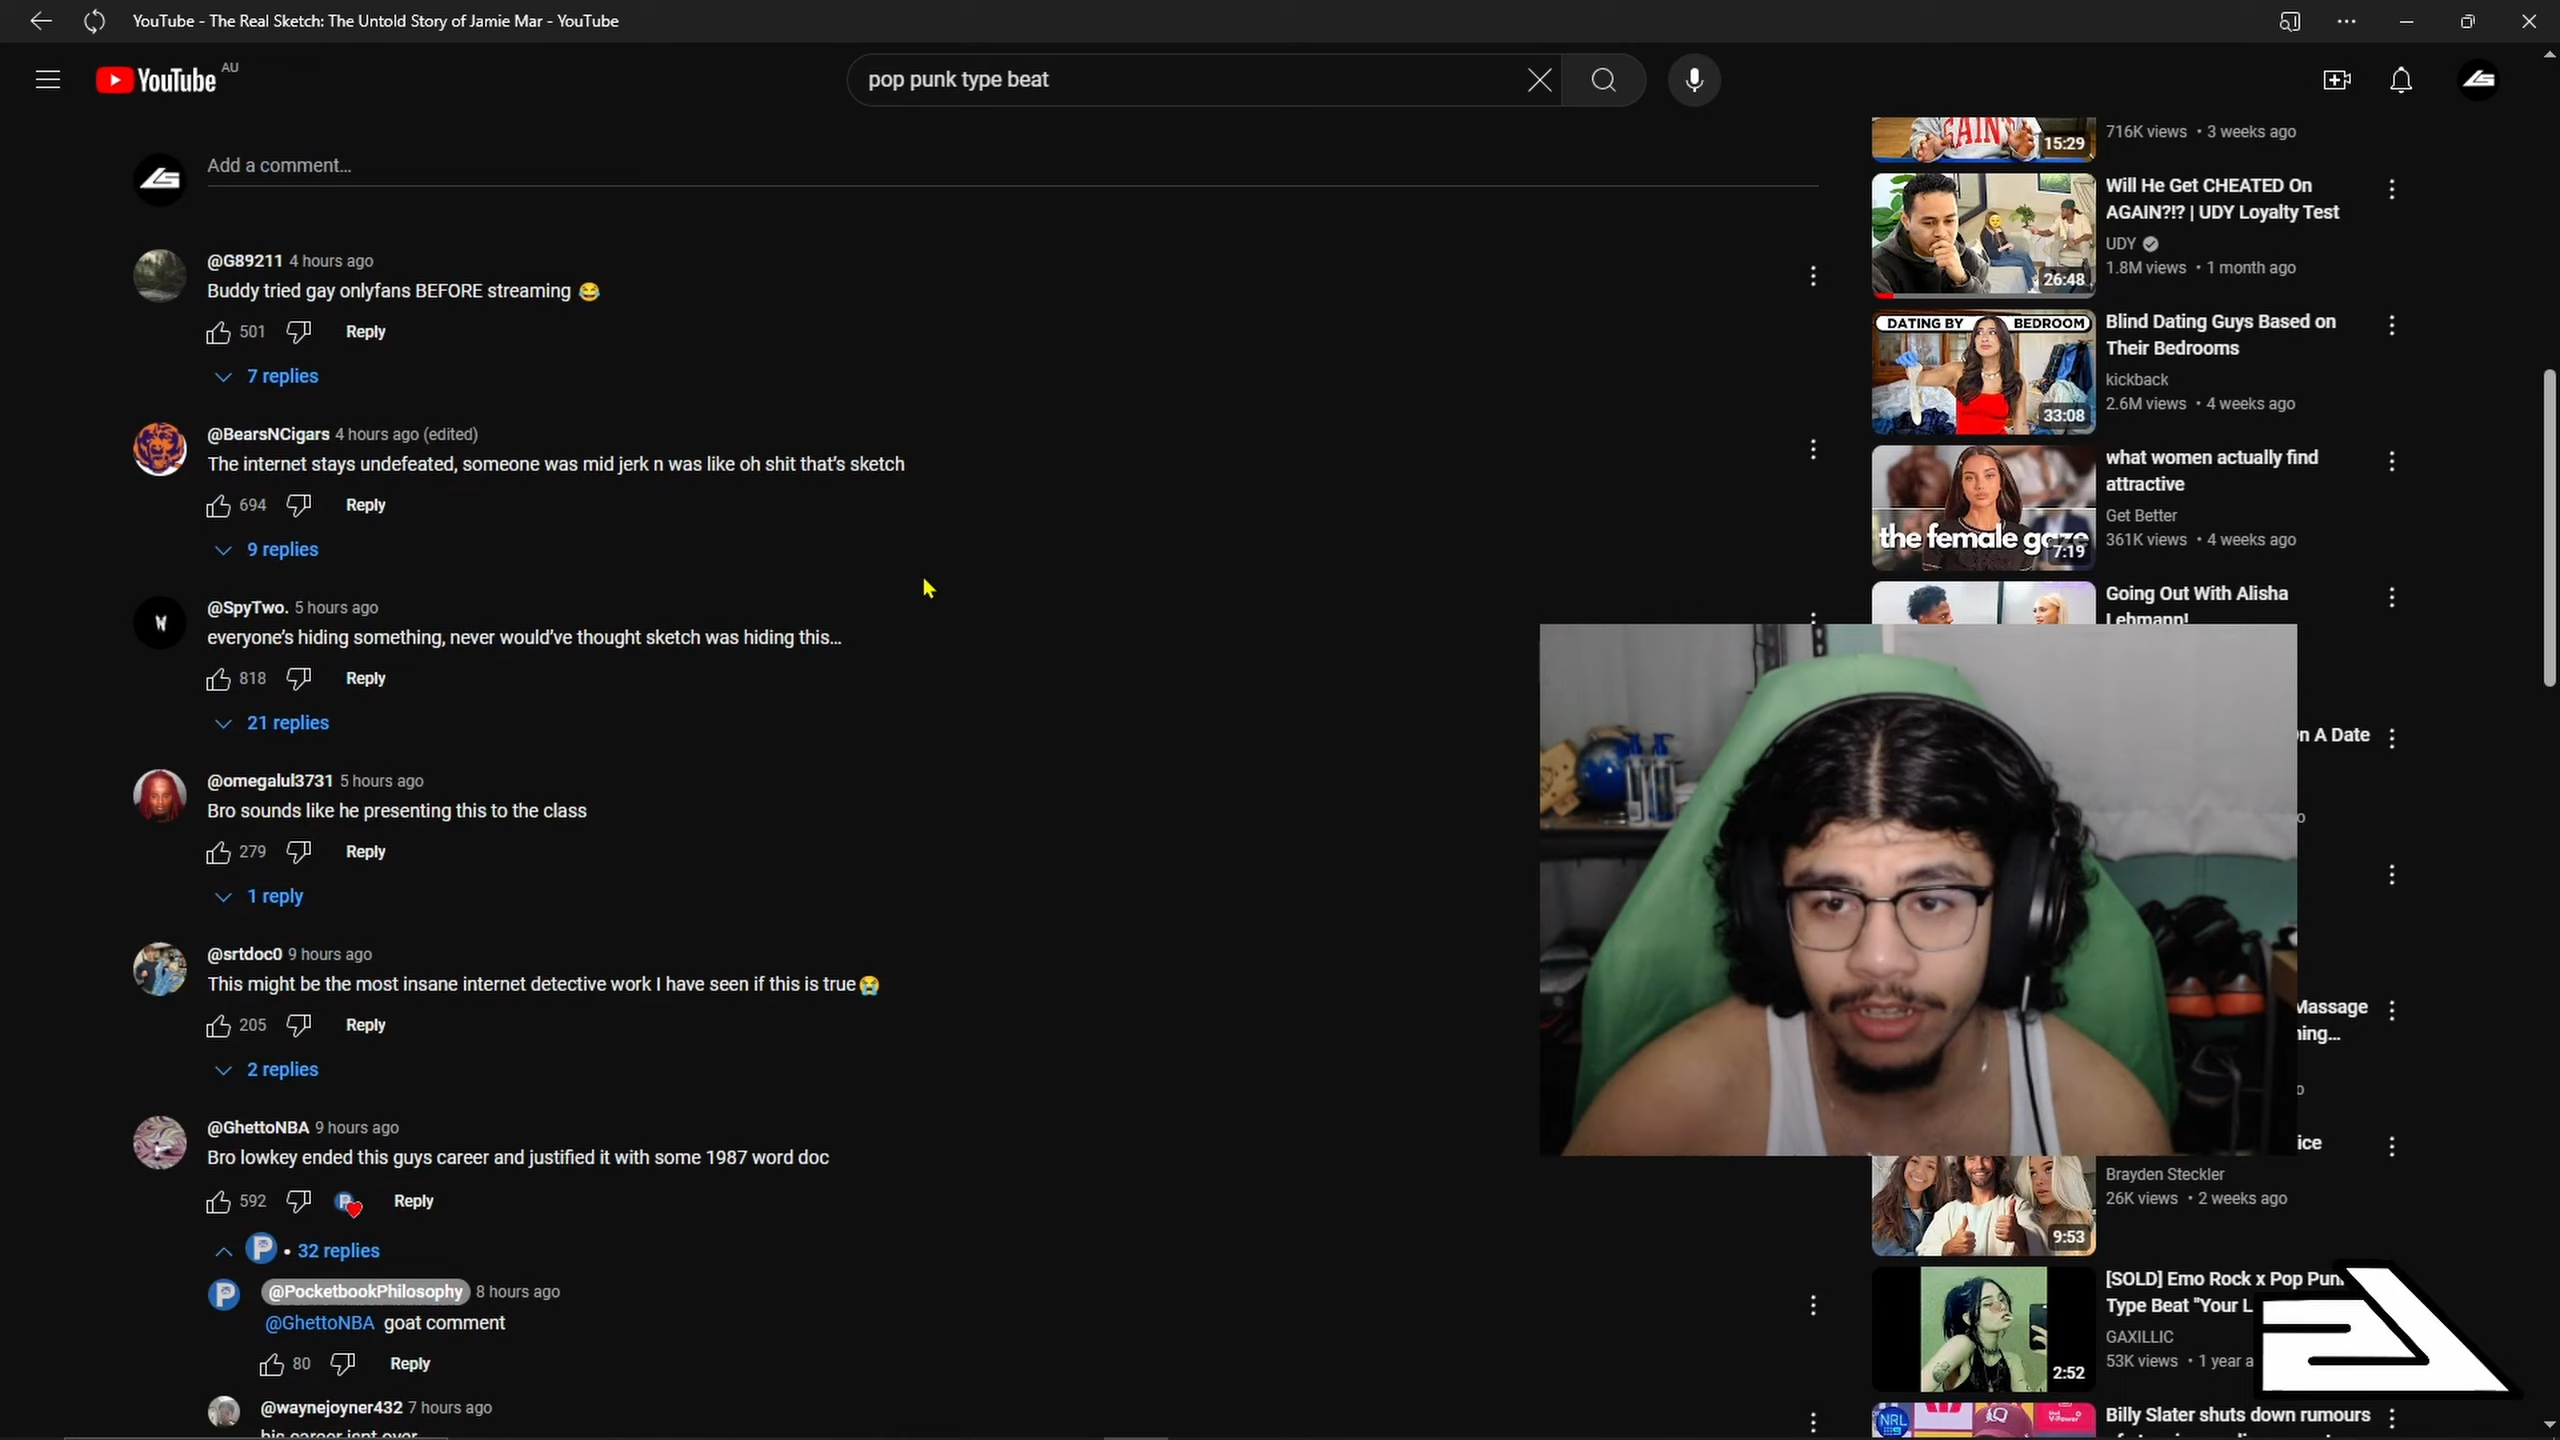 YouTube - The Real Sketch: The Untold Story of Jamie Mar - YouTube
YouTube AU
pop punk type beat
Add a comment...
@G89211 4 hours ago
Buddy tried gay onlyfans BEFORE streaming 😂
501 Reply
7 replies
@BearsNCigars 4 hours ago (edited)
The internet stays undefeated, someone was mid jerk n was like oh shit that's sketch
694 Reply
9 replies
@SpyTwo. 5 hours ago
everyone's hiding something, never would've thought sketch was hiding this...
818 Reply
21 replies
@omegalul3731 5 hours ago
Bro sounds like he presenting this to the class
279 Reply
1 reply
@srtdoc0 9 hours ago
This might be the most insane internet detective work I have seen if this is true😭
205 Reply
2 replies
@GhettoNBA 9 hours ago
Bro lowkey ended this guys career and justified it with some 1987 word doc
592 Reply
P • 32 replies
@PocketbookPhilosophy 8 hours ago
@GhettoNBA goat comment
80 Reply
@waynejoyner432 7 hours ago
his career isnt over
15:29
716K views • 3 weeks ago
26:48
Will He Get CHEATED On
AGAIN?!? | UDY Loyalty Test
UDY
1.8M views • 1 month ago
DATING BY BEDROOM
33:08
Blind Dating Guys Based on
Their Bedrooms
kickback
2.6M views • 4 weeks ago
the female gaze
7:19
what women actually find
attractive
Get Better
361K views • 4 weeks ago
Going Out With Alisha
Lehmann!
On A Date
Massage
Brayden Steckler
26K views • 2 weeks ago
9:53
[SOLD] Emo Rock x Pop Pun
Type Beat "Your L
GAXILLIC
53K views • 1 year a
2:52
NRL
Billy Slater shuts down rumours